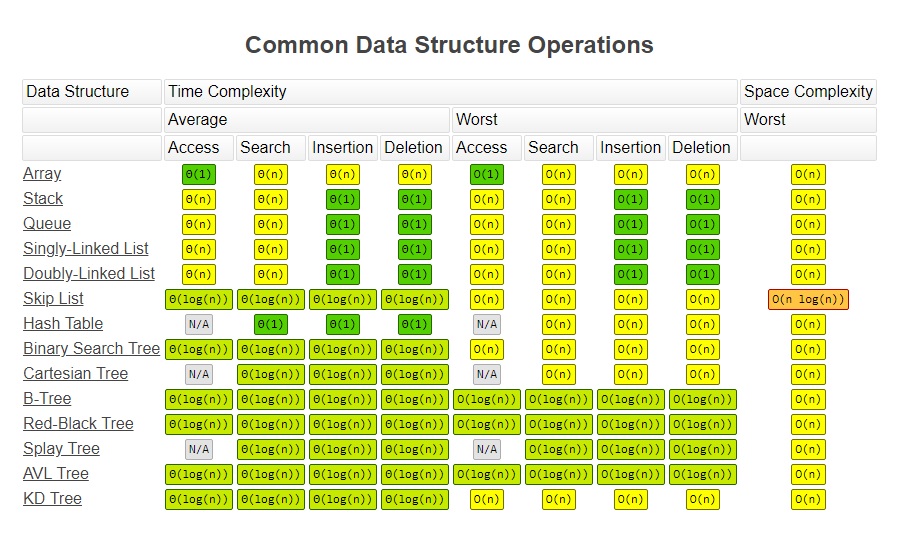 Common Data Structure Operations
Data Structure Time Complexity Space Complexity
Average Worst Worst
Access Search Insertion Deletion Access Search Insertion Deletion
Array Θ(1) Θ(n) Θ(n) Θ(n) O(1) O(n) O(n) O(n) O(n)
Stack Θ(n) Θ(n) Θ(1) Θ(1) O(n) O(n) O(1) O(1) O(n)
Queue Θ(n) Θ(n) Θ(1) Θ(1) O(n) O(n) O(1) O(1) O(n)
Singly-Linked List Θ(n) Θ(n) Θ(1) Θ(1) O(n) O(n) O(1) O(1) O(n)
Doubly-Linked List Θ(n) Θ(n) Θ(1) Θ(1) O(n) O(n) O(1) O(1) O(n)
Skip List Θ(log(n)) Θ(log(n)) Θ(log(n)) Θ(log(n)) O(n) O(n) O(n) O(n) O(n log(n))
Hash Table N/A Θ(1) Θ(1) Θ(1) N/A O(n) O(n) O(n) O(n)
Binary Search Tree Θ(log(n)) Θ(log(n)) Θ(log(n)) Θ(log(n)) O(n) O(n) O(n) O(n) O(n)
Cartesian Tree N/A Θ(log(n)) Θ(log(n)) Θ(log(n)) N/A O(n) O(n) O(n) O(n)
B-Tree Θ(log(n)) Θ(log(n)) Θ(log(n)) Θ(log(n)) O(log(n)) O(log(n)) O(log(n)) O(log(n)) O(n)
Red-Black Tree Θ(log(n)) Θ(log(n)) Θ(log(n)) Θ(log(n)) O(log(n)) O(log(n)) O(log(n)) O(log(n)) O(n)
Splay Tree N/A Θ(log(n)) Θ(log(n)) Θ(log(n)) N/A O(log(n)) O(log(n)) O(log(n)) O(n)
AVL Tree Θ(log(n)) Θ(log(n)) Θ(log(n)) Θ(log(n)) O(log(n)) O(log(n)) O(log(n)) O(log(n)) O(n)
KD Tree Θ(log(n)) Θ(log(n)) Θ(log(n)) Θ(log(n)) O(n) O(n) O(n) O(n) O(n)